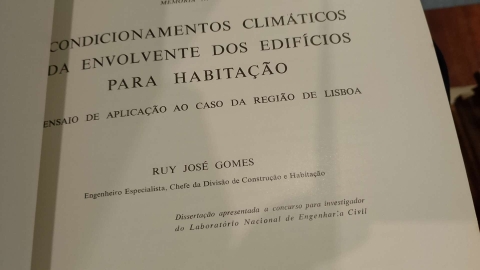 MEMÓRIA
CONDICIONAMENTOS CLIMÁTICOS
DA ENVOLVENTE DOS EDIFÍCIOS
PARA HABITAÇÃO
ENSAIO DE APLICAÇÃO AO CASO DA REGIÃO DE LISBOA
RUY JOSÉ GOMES
Engenheiro Especialista, Chefe da Divisão de Construção e Habitação
Dissertação apresentada a concurso para investigador
do Laboratório Nacional de Engenharia Civil